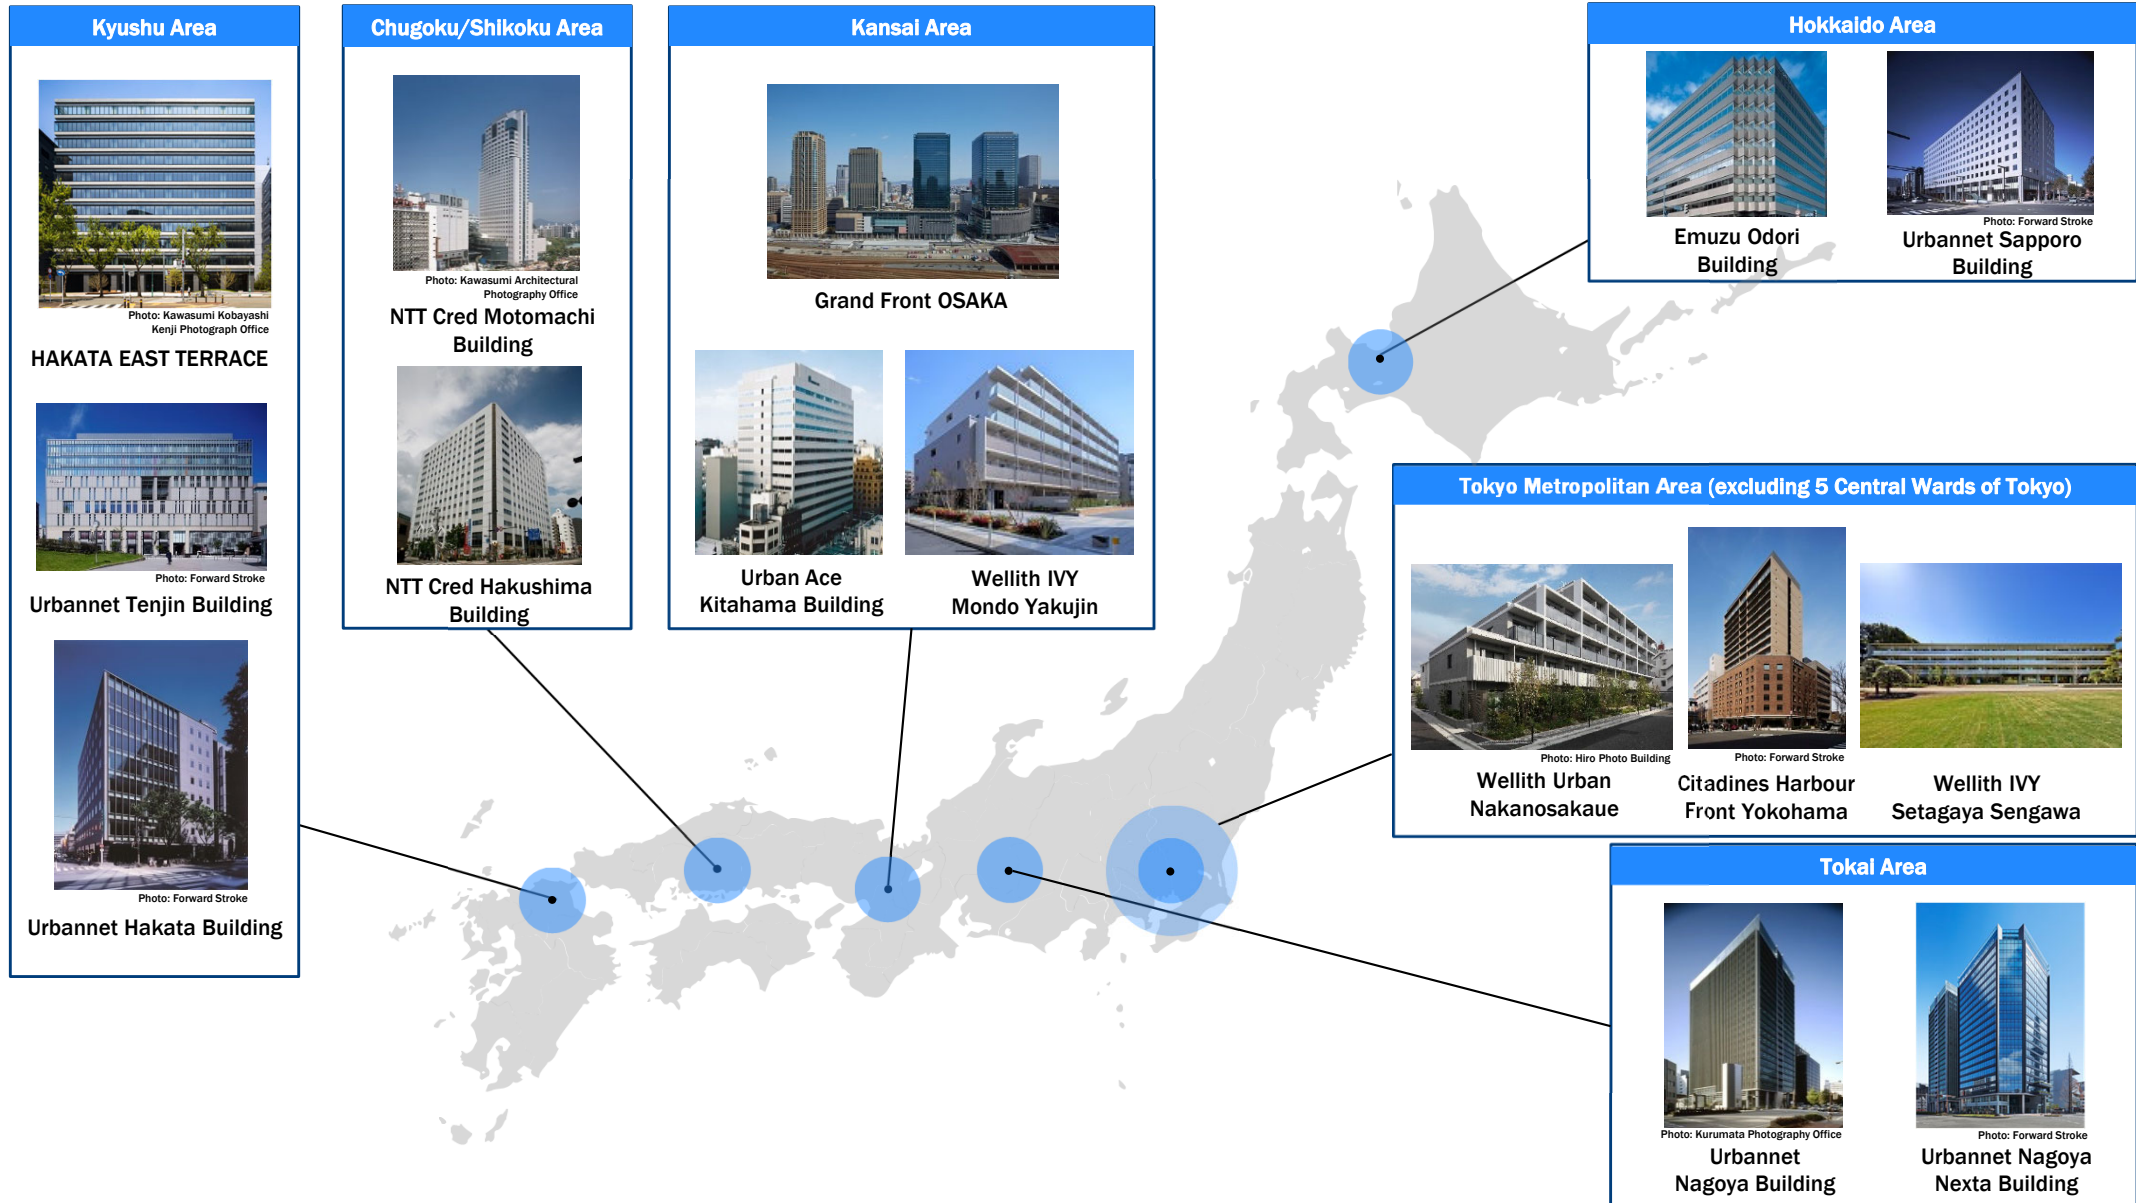 Kyushu Area
Photo: Kawasumi Kobayashi
Kenji Photograph Office
HAKATA EAST TERRACE
Photo: Forward Stroke
Urbannet Tenjin Building
Photo: Forward Stroke
Urbannet Hakata Building
Chugoku/Shikoku Area
Photo: Kawasumi Architectural
Photography Office
NTT Cred Motomachi
Building
NTT Cred Hakushima
Building
Kansai Area
Grand Front OSAKA
Urban Ace
Kitahama Building
Wellith IVY
Mondo Yakujin
Hokkaido Area
Emuzu Odori
Building
Photo: Forward Stroke
Urbannet Sapporo
Building
Tokyo Metropolitan Area (excluding 5 Central Wards of Tokyo)
Photo: Hiro Photo Building
Wellith Urban
Nakanosakaue
Photo: Forward Stroke
Citadines Harbour
Front Yokohama
Wellith IVY
Setagaya Sengawa
Tokai Area
Photo: Kurumata Photography Office
Urbannet
Nagoya Building
Photo: Forward Stroke
Urbannet Nagoya
Nexta Building